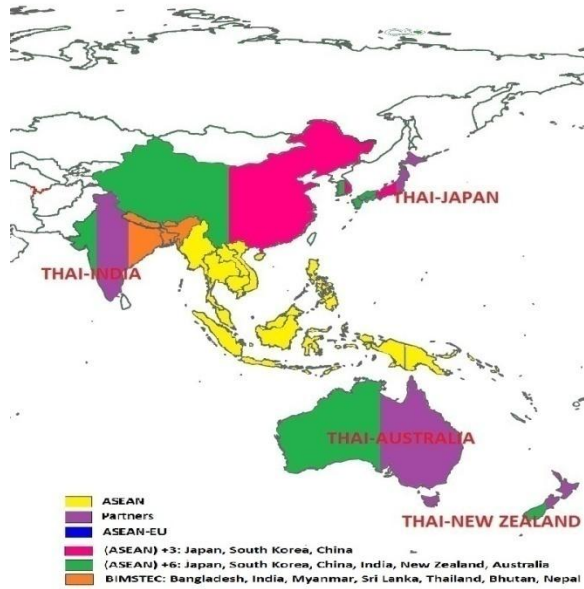 THAI-JAPAN
THAI-INDIA
THAI-AUSTRALIA
THAI-NEW ZEALAND
ASEAN
Partners
ASEAN-EU
(ASEAN) +3: Japan, South Korea, China
(ASEAN) +6: Japan, South Korea, China, India, New Zealand, Australia
BIMSTEC: Bangladesh, India, Myanmar, Sri Lanka, Thailand, Bhutan, Nepal